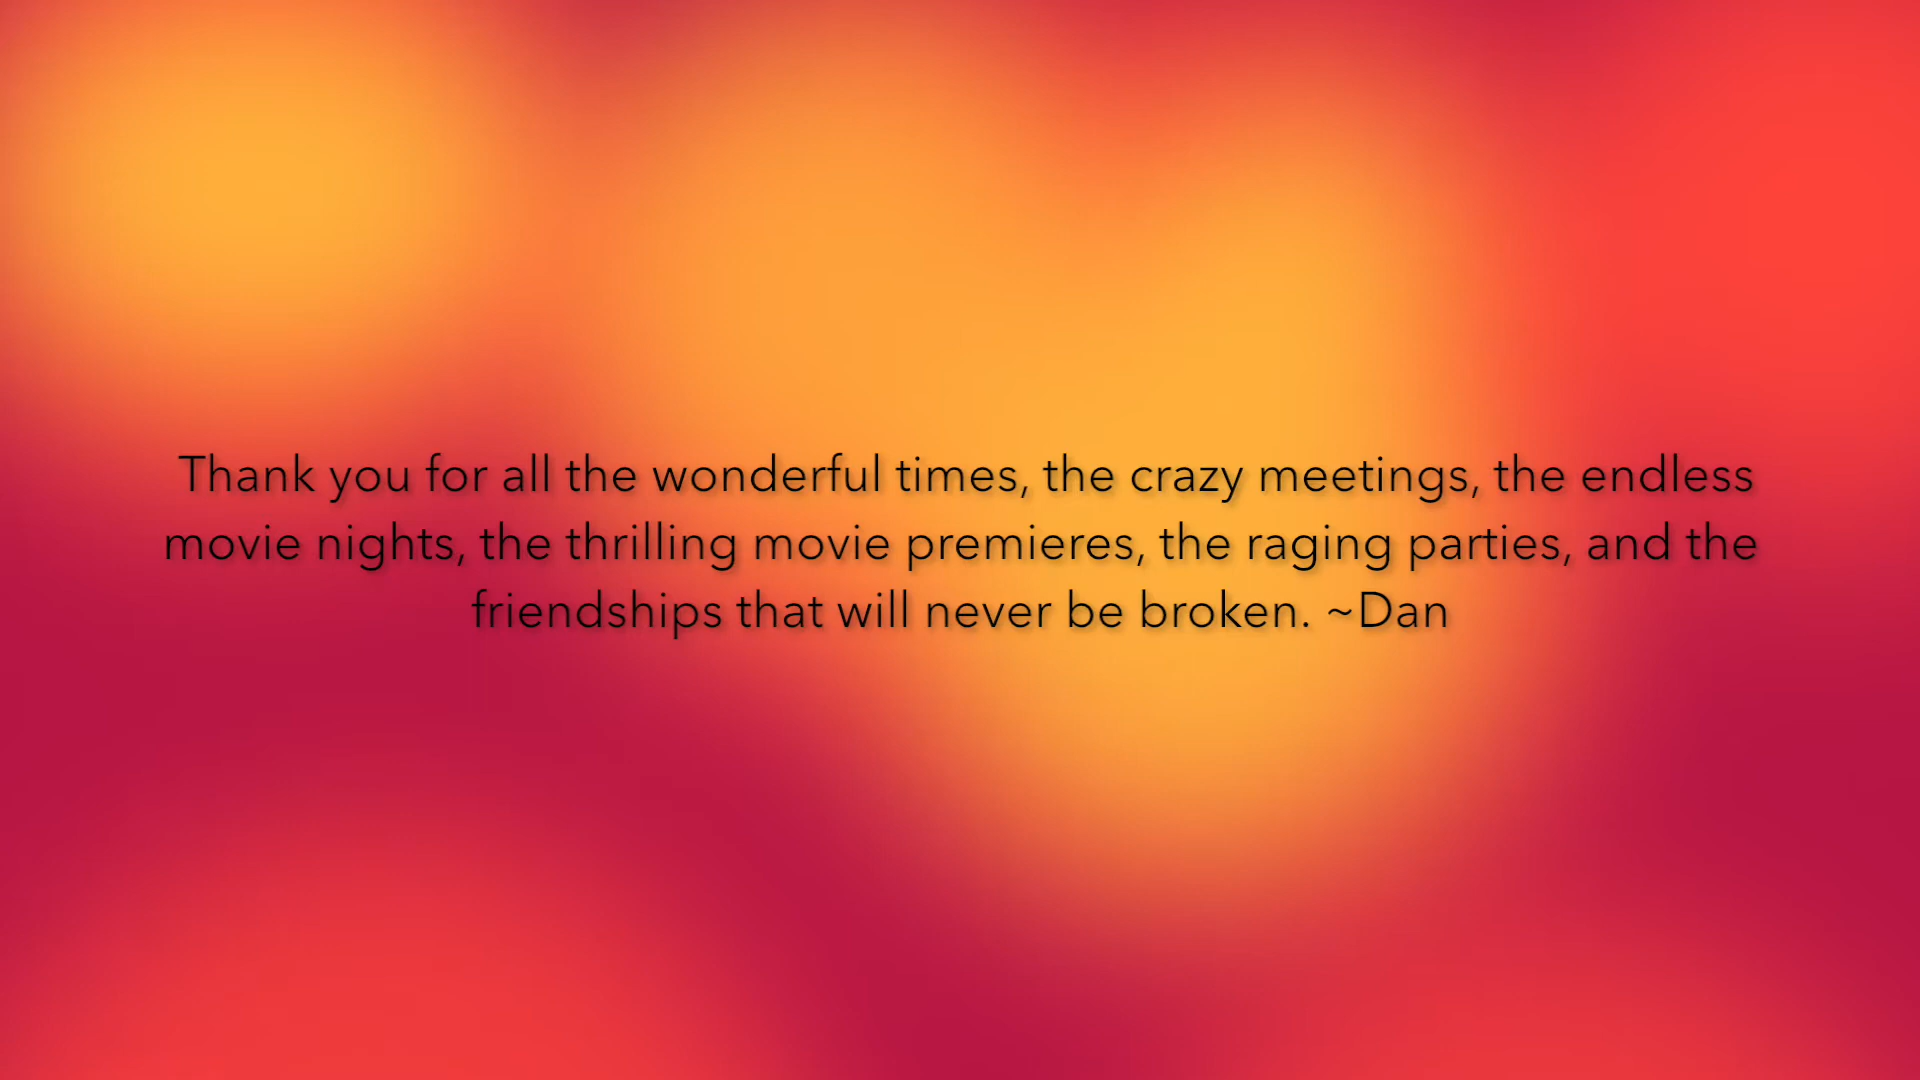 Thank you for all the wonderful times, the crazy meetings, the endless
movie nights, the thrilling movie premieres, the raging parties, and the
friendships that will never be broken. ~Dan